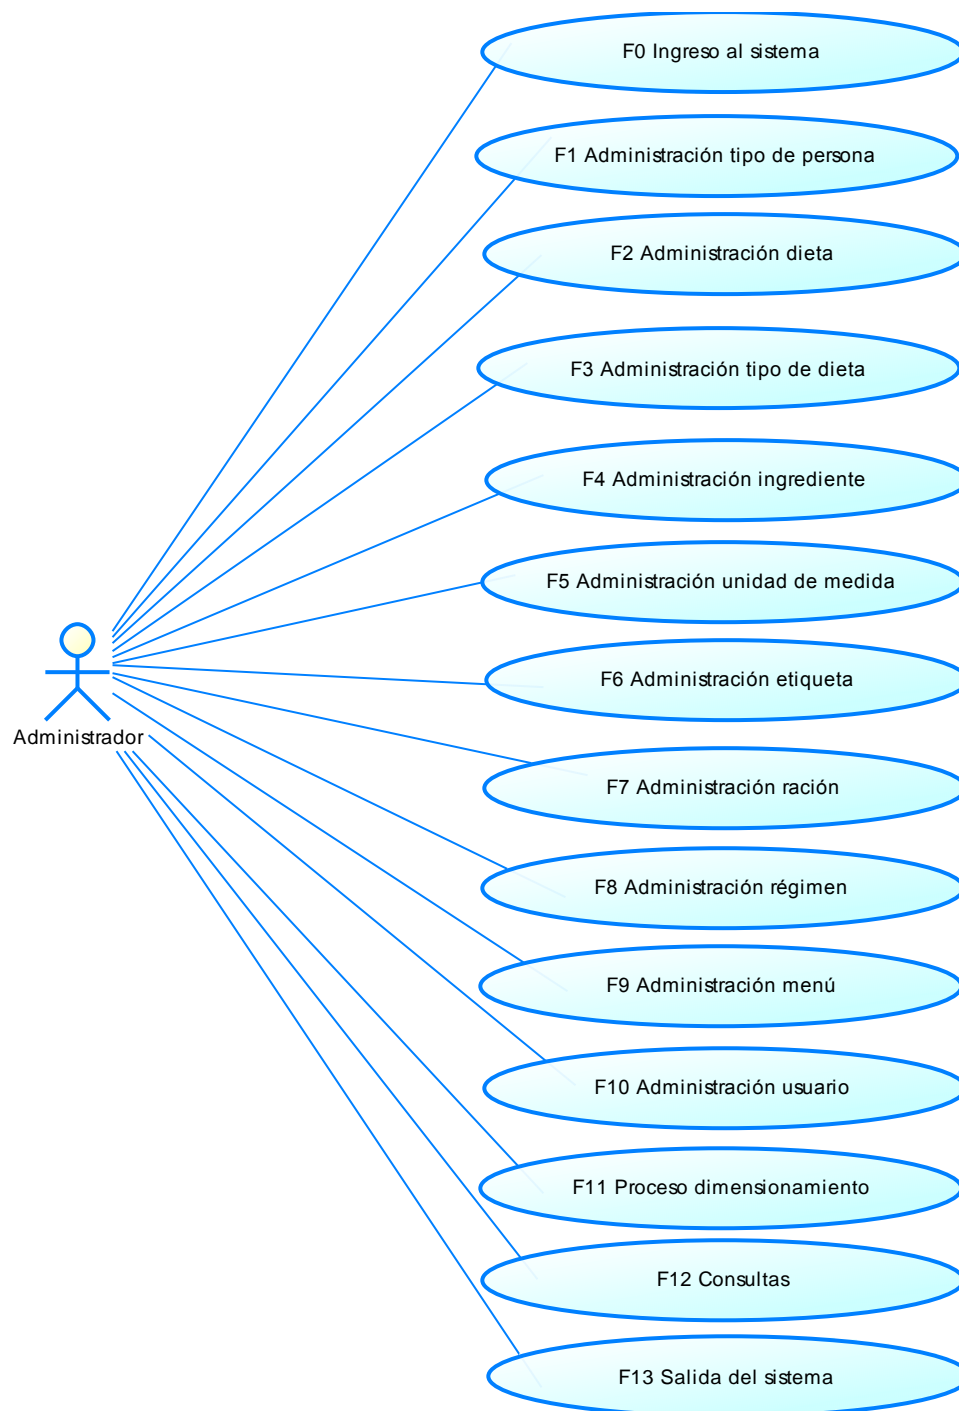 F0 Ingreso al sistema
F1 Administración tipo de persona
F2 Administración dieta
F3 Administración tipo de dieta
F4 Administración ingrediente
F5 Administración unidad de medida
F6 Administración etiqueta
Administrador
F7 Administración ración
F8 Administración régimen
F9 Administración menú
F10 Administración usuario
F11 Proceso dimensionamiento
F12 Consultas
F13 Salida del sistema